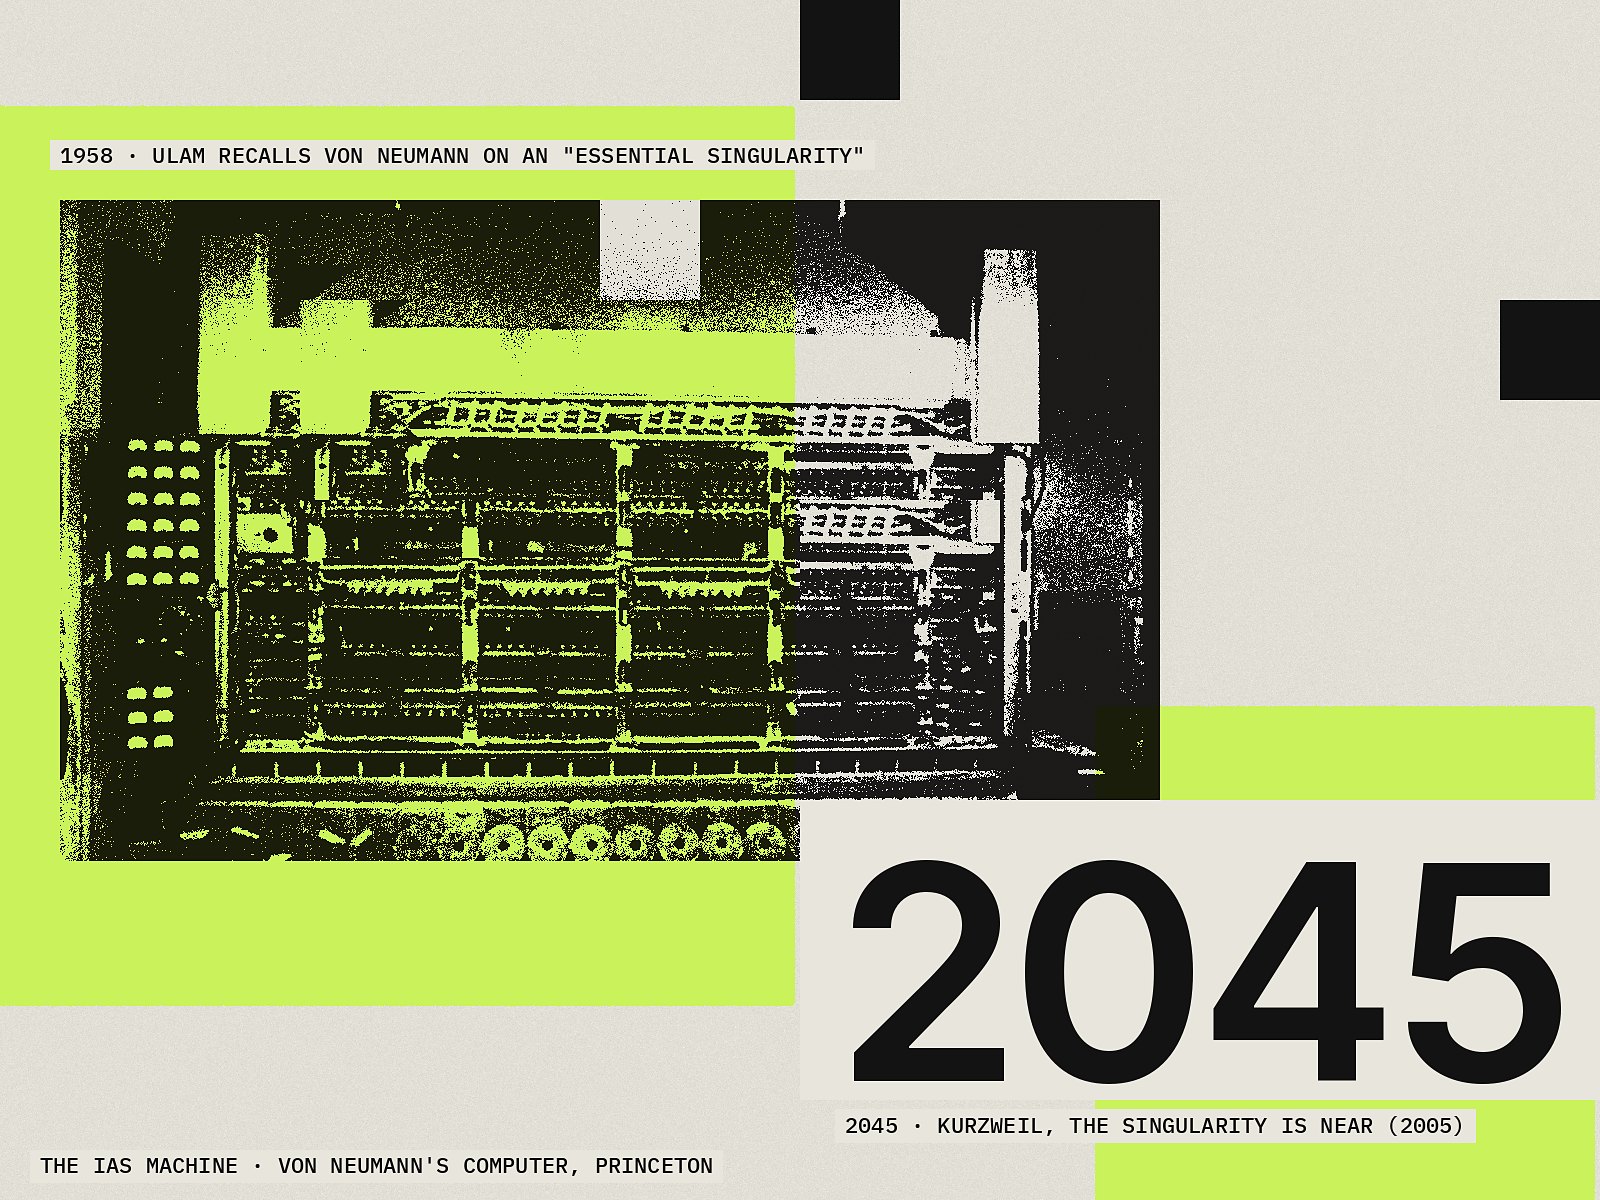 1958 · ULAM RECALLS VON NEUMANN ON AN "ESSENTIAL SINGULARITY"
2045
2045 · KURZWEIL, THE SINGULARITY IS NEAR (2005)
THE IAS MACHINE · VON NEUMANN'S COMPUTER, PRINCETON